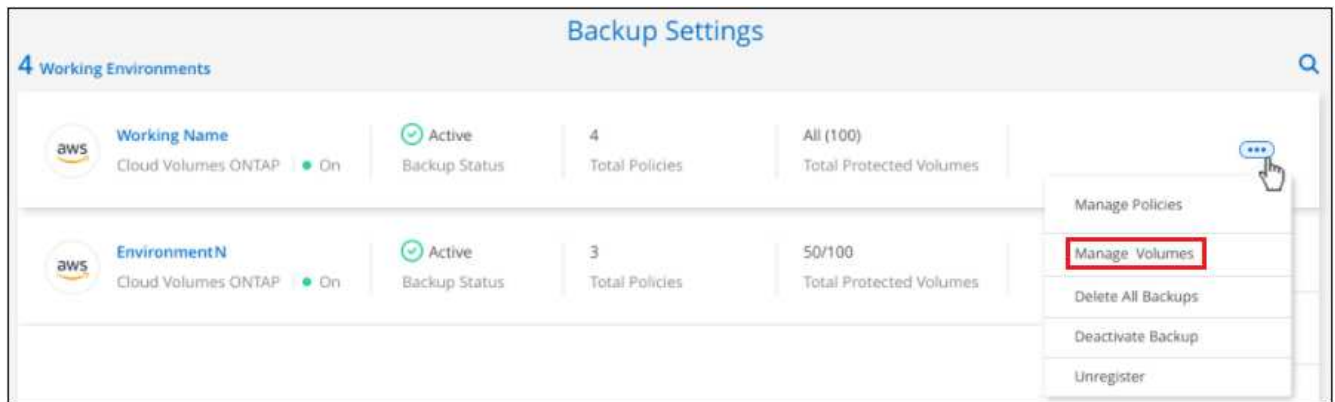 Backup Settings
4 Working Environments
aws
Working Name
Cloud Volumes ONTAP
On
Active
Backup Status
4
Total Policies
All (100)
Total Protected Volumes
Manage Policies
Manage Volumes
Delete All Backups
Deactivate Backup
Unregister
aws
EnvironmentN
Cloud Volumes ONTAP
On
Active
Backup Status
3
Total Policies
50/100
Total Protected Volumes